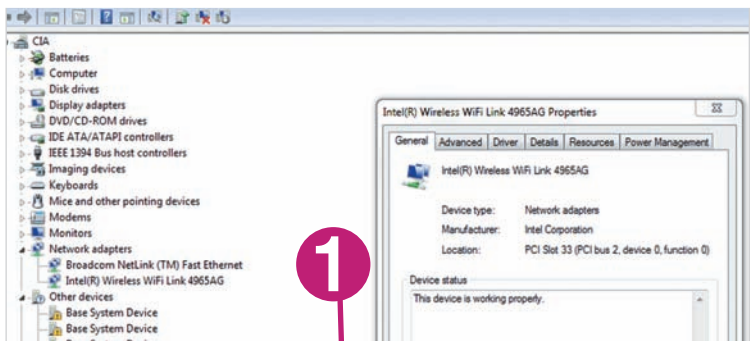 CIA
Batteries
Computer
Disk drives
Display adapters
DVD/CD-ROM drives
IDE ATA/ATAPI controllers
IEEE 1394 Bus host controllers
Imaging devices
Keyboards
Mice and other pointing devices
Modems
Monitors
Network adapters
Broadcom NetLink (TM) Fast Ethernet
Intel(R) Wireless WiFi Link 4965AG
Other devices
Base System Device
Base System Device
1
Intel(R) Wireless WiFi Link 4965AG Properties
General Advanced Driver Details Resources Power Management
Intel(R) Wireless WiFi Link 4965AG
Device type: Network adapters
Manufacturer: Intel Corporation
Location: PCI Slot 33 (PCI bus 2, device 0, function 0)
Device status
This device is working properly.